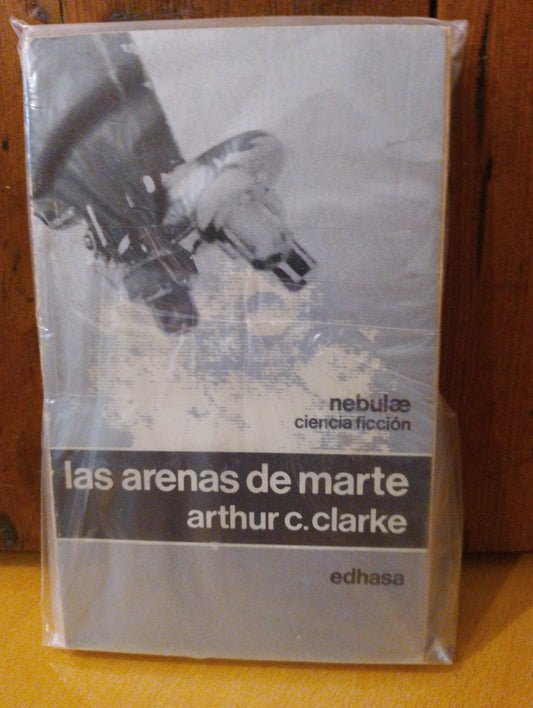 nebulæ
ciencia ficción
las arenas de marte
arthur c. clarke
edhasa